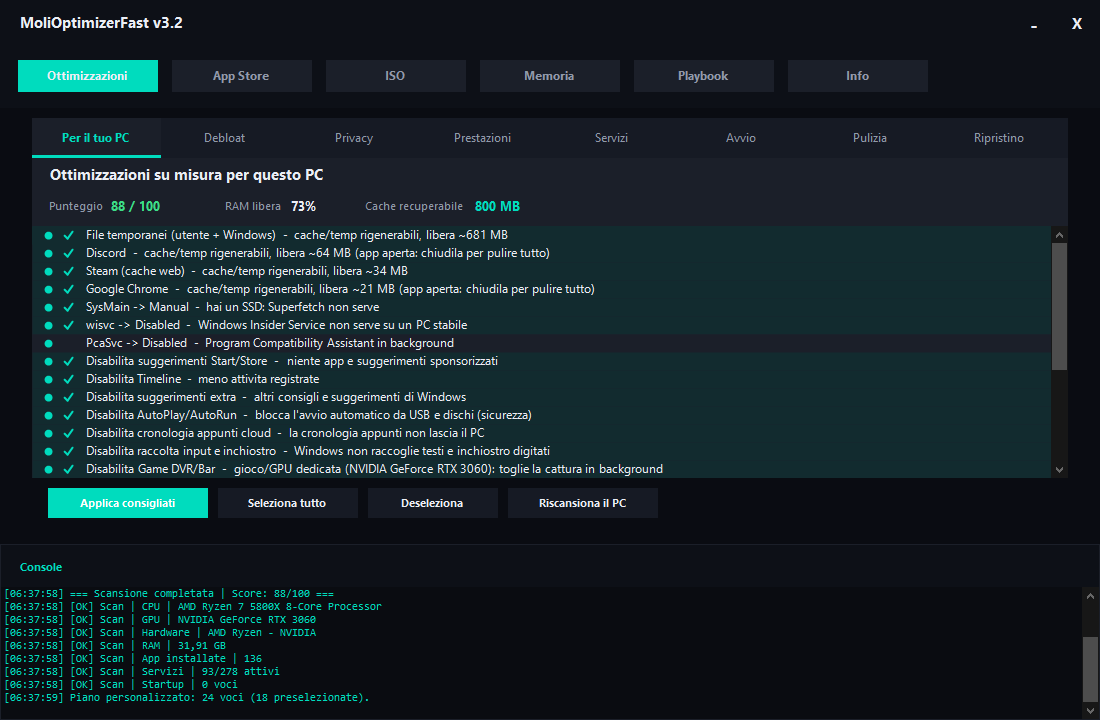 MoliOptimizerFast v3.2
- X
Ottimizzazioni App Store ISO Memoria Playbook Info
Per il tuo PC Debloat Privacy Prestazioni Servizi Avvio Pulizia Ripristino
Ottimizzazioni su misura per questo PC
Punteggio 88 / 100 RAM libera 73% Cache recuperabile 800 MB
File temporanei (utente + Windows) - cache/temp rigenerabili, libera ~681 MB
Discord - cache/temp rigenerabili, libera ~64 MB (app aperta: chiudila per pulire tutto)
Steam (cache web) - cache/temp rigenerabili, libera ~34 MB
Google Chrome - cache/temp rigenerabili, libera ~21 MB (app aperta: chiudila per pulire tutto)
SysMain -> Manual - hai un SSD: Superfetch non serve
wisvc -> Disabled - Windows Insider Service non serve su un PC stabile
PcaSvc -> Disabled - Program Compatibility Assistant in background
Disabilita suggerimenti Start/Store - niente app e suggerimenti sponsorizzati
Disabilita Timeline - meno attivita registrate
Disabilita suggerimenti extra - altri consigli e suggerimenti di Windows
Disabilita AutoPlay/AutoRun - blocca l'avvio automatico da USB e dischi (sicurezza)
Disabilita cronologia appunti cloud - la cronologia appunti non lascia il PC
Disabilita raccolta input e inchiostro - Windows non raccoglie testi e inchiostro digitati
Disabilita Game DVR/Bar - gioco/GPU dedicata (NVIDIA GeForce RTX 3060): toglie la cattura in background
Applica consigliati Seleziona tutto Deseleziona Riscansiona il PC
Console
[06:37:58] === Scansione completata | Score: 88/100 ===
[06:37:58] [OK] Scan | CPU | AMD Ryzen 7 5800X 8-Core Processor
[06:37:58] [OK] Scan | GPU | NVIDIA GeForce RTX 3060
[06:37:58] [OK] Scan | Hardware | AMD Ryzen - NVIDIA
[06:37:58] [OK] Scan | RAM | 31,91 GB
[06:37:58] [OK] Scan | App installate | 136
[06:37:58] [OK] Scan | Servizi | 93/278 attivi
[06:37:58] [OK] Scan | Startup | 0 voci
[06:37:59] Piano personalizzato: 24 voci (18 preselezionate).